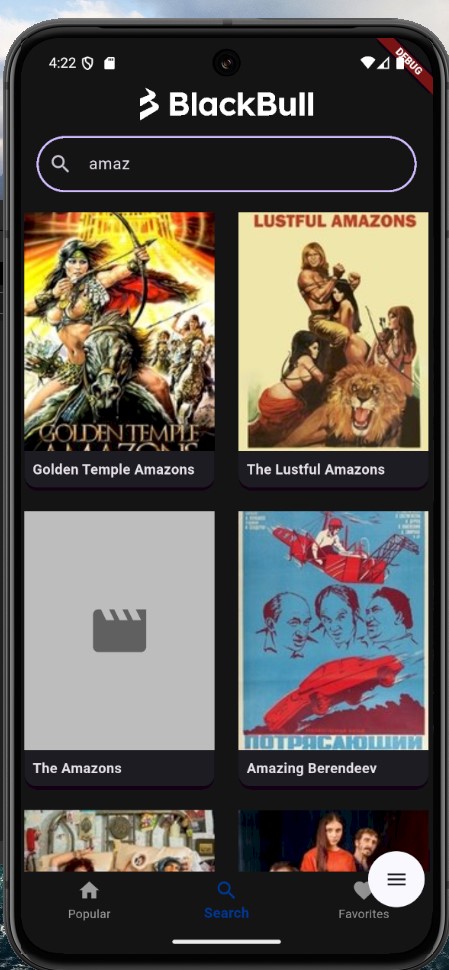 4:22
DEBUG
BlackBull
amaz
LUSTFUL AMAZONS
GOLDEN TEMPLE
AMAZONS
Golden Temple Amazons
The Lustful Amazons
ПОТРЯСАЮЩИЙ
The Amazons
Amazing Berendeev
Popular
Search
Favorites